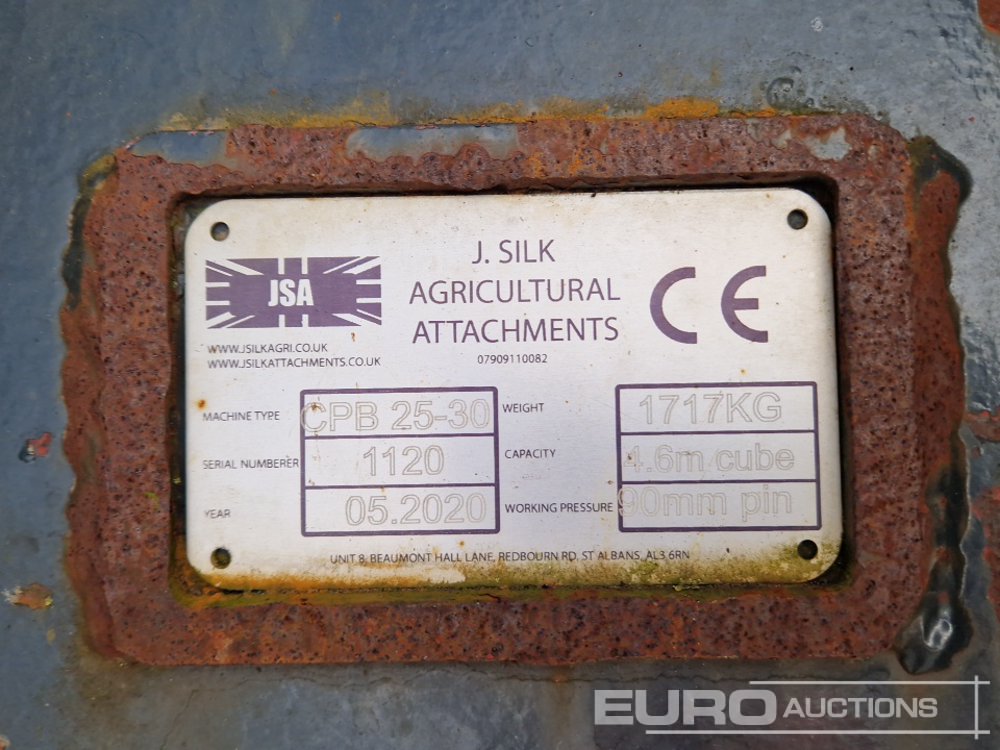 JSA
WWW.JSILKAGRI.CO.UK
WWW.JSILKATTACHMENTS.CO.UK
J. SILK
AGRICULTURAL
ATTACHMENTS
07909110082
CE
MACHINE TYPE CPB 25-30
SERIAL NUMBERER 1120
YEAR 05.2020
WEIGHT 1717KG
CAPACITY 4.6m cube
WORKING PRESSURE 90mm pin
UNIT 8, BEAUMONT HALL LANE, REDBOURN RD, ST ALBANS, AL3 6RN
EURO AUCTIONS